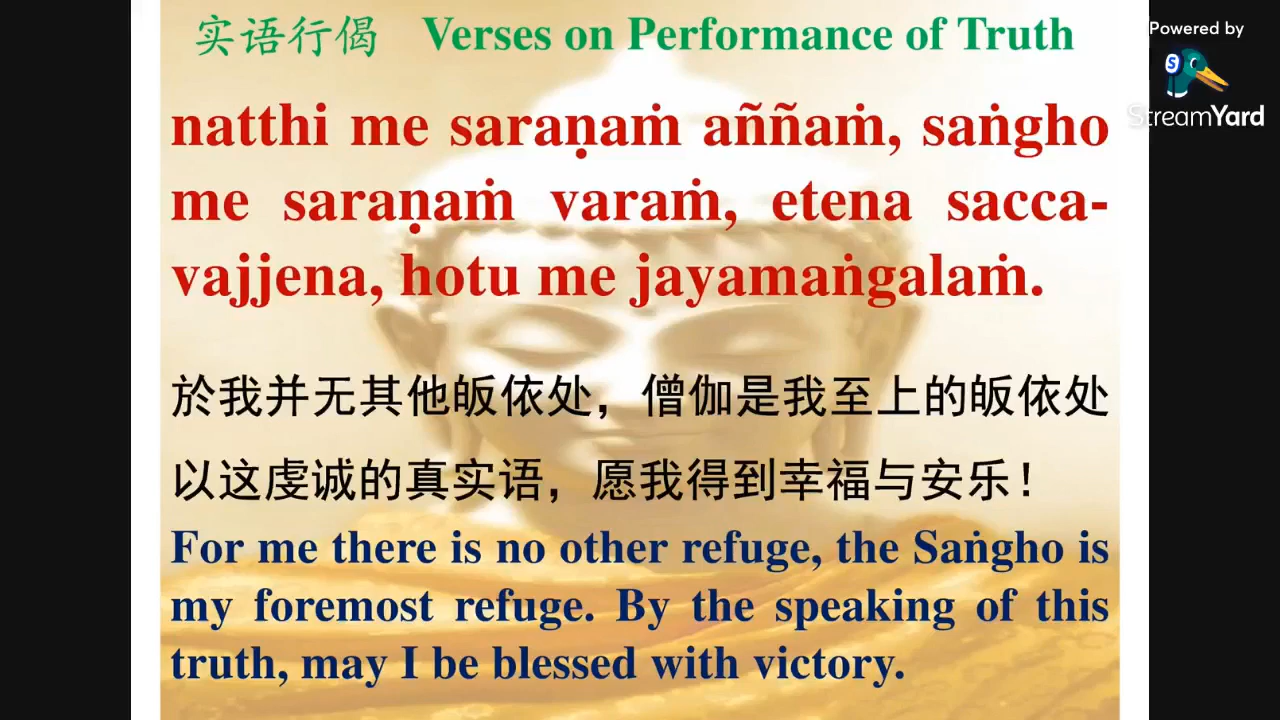 实语行偈 Verses on Performance of Truth
natthi me saraṇaṁ aññaṁ, saṅgho
me saraṇaṁ varaṁ, etena sacca-
vajjena, hotu me jayamaṅgalaṁ.
於我并无其他皈依处，僧伽是我至上的皈依处
以这虔诚的真实语，愿我得到幸福与安乐！
For me there is no other refuge, the Saṅgho is
my foremost refuge. By the speaking of this
truth, may I be blessed with victory.
Powered by
S
StreamYard